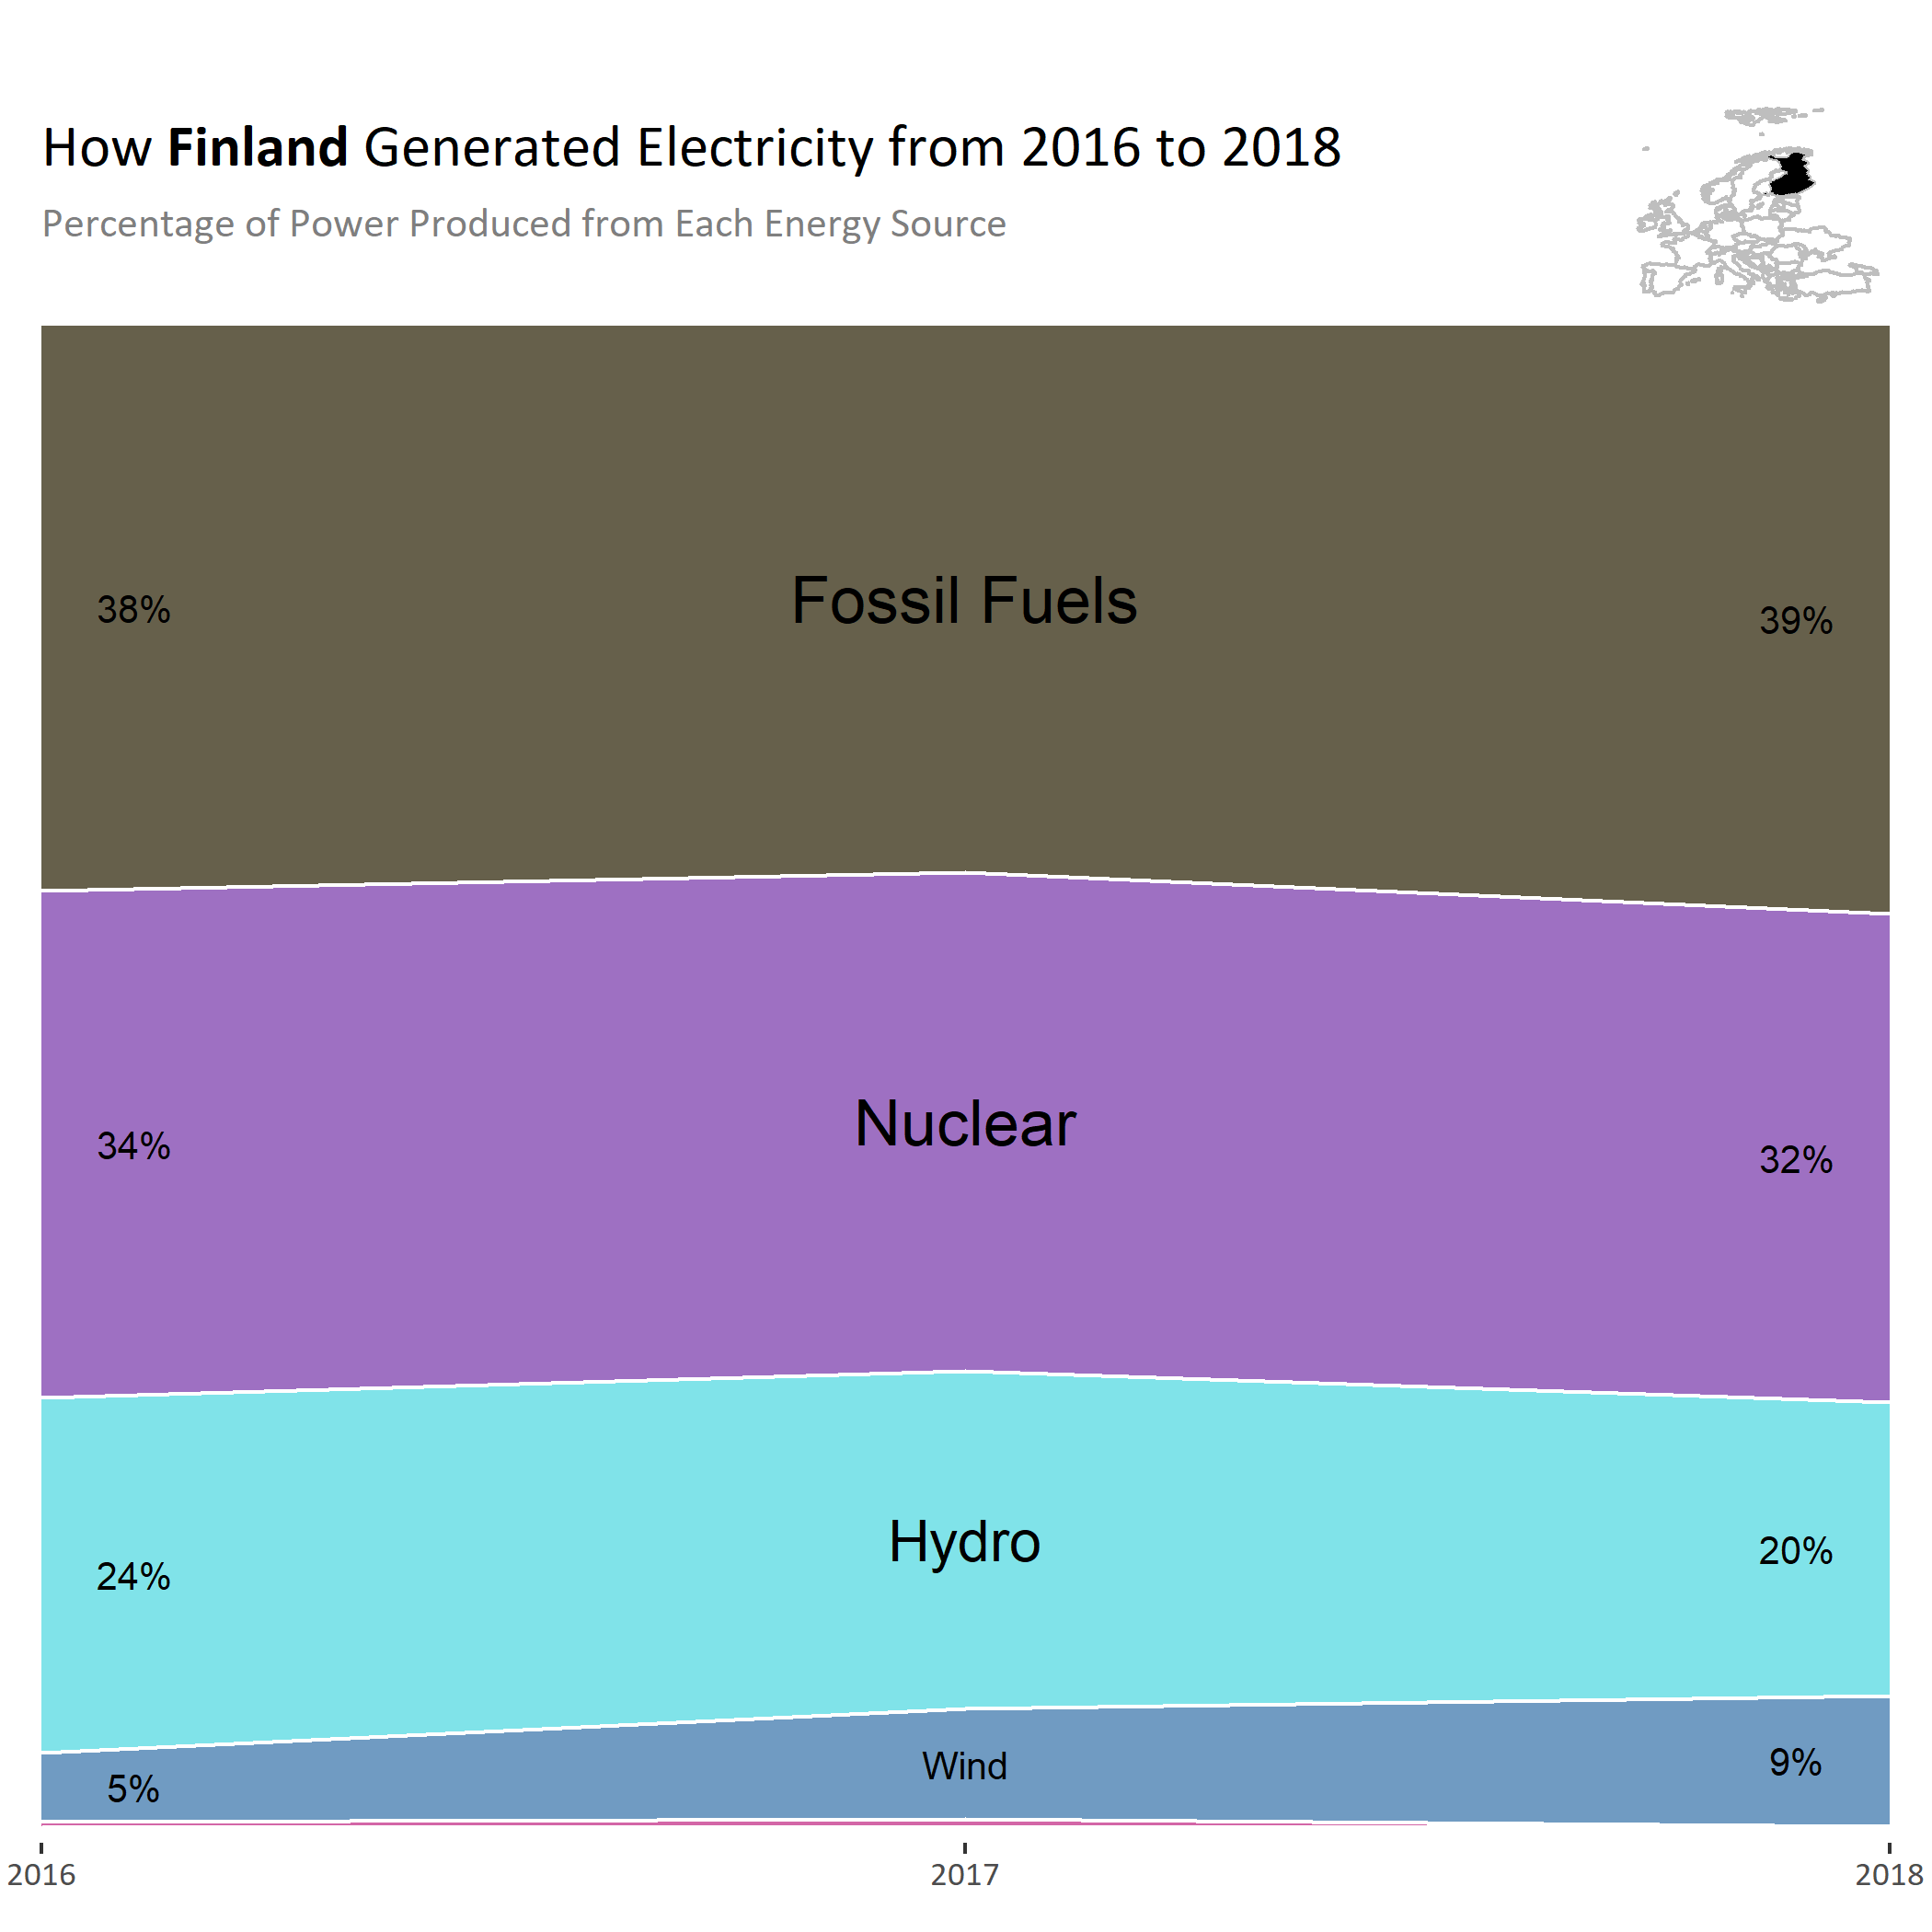 How Finland Generated Electricity from 2016 to 2018
Percentage of Power Produced from Each Energy Source
38%
Fossil Fuels
39%
34%
Nuclear
32%
24%
Hydro
20%
5%
Wind
9%
2016
2017
2018